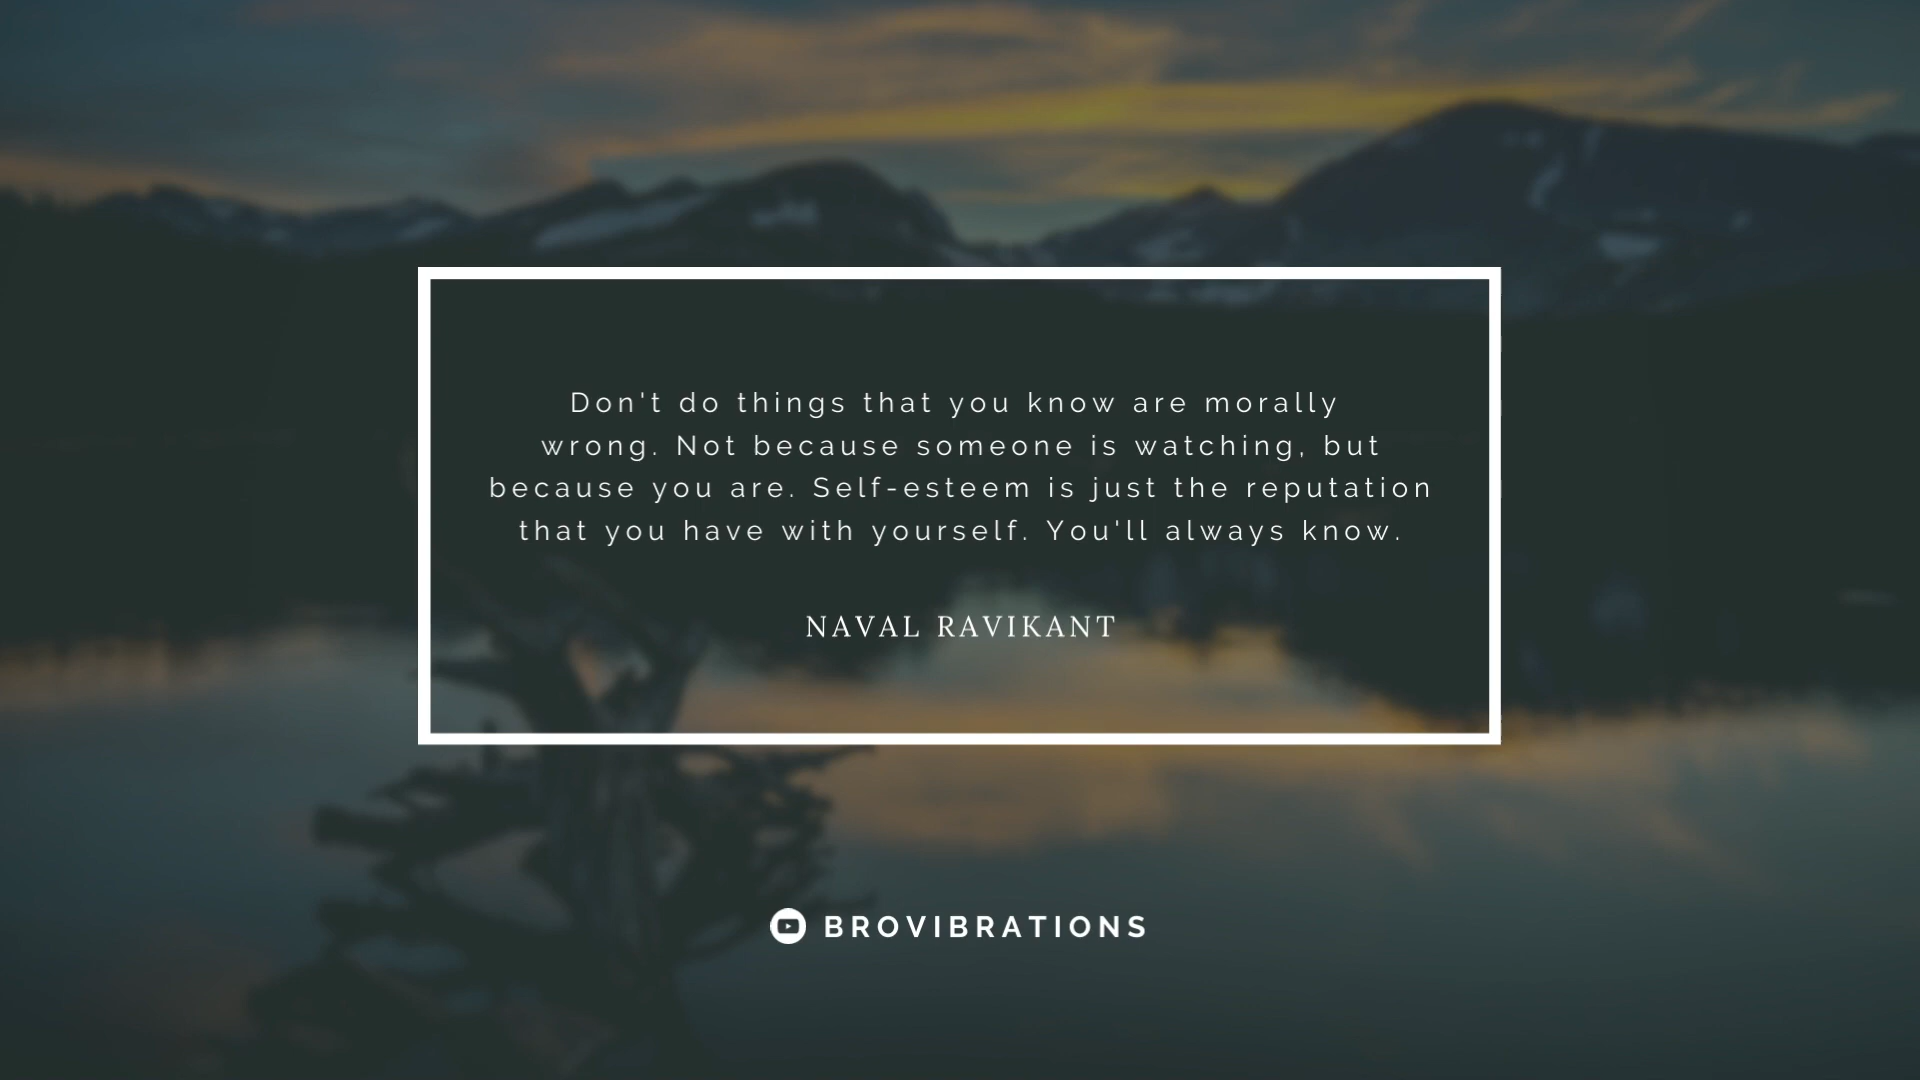 Don't do things that you know are morally
wrong. Not because someone is watching, but
because you are. Self-esteem is just the reputation
that you have with yourself. You'll always know.
NAVAL RAVIKANT
BROVIBRATIONS